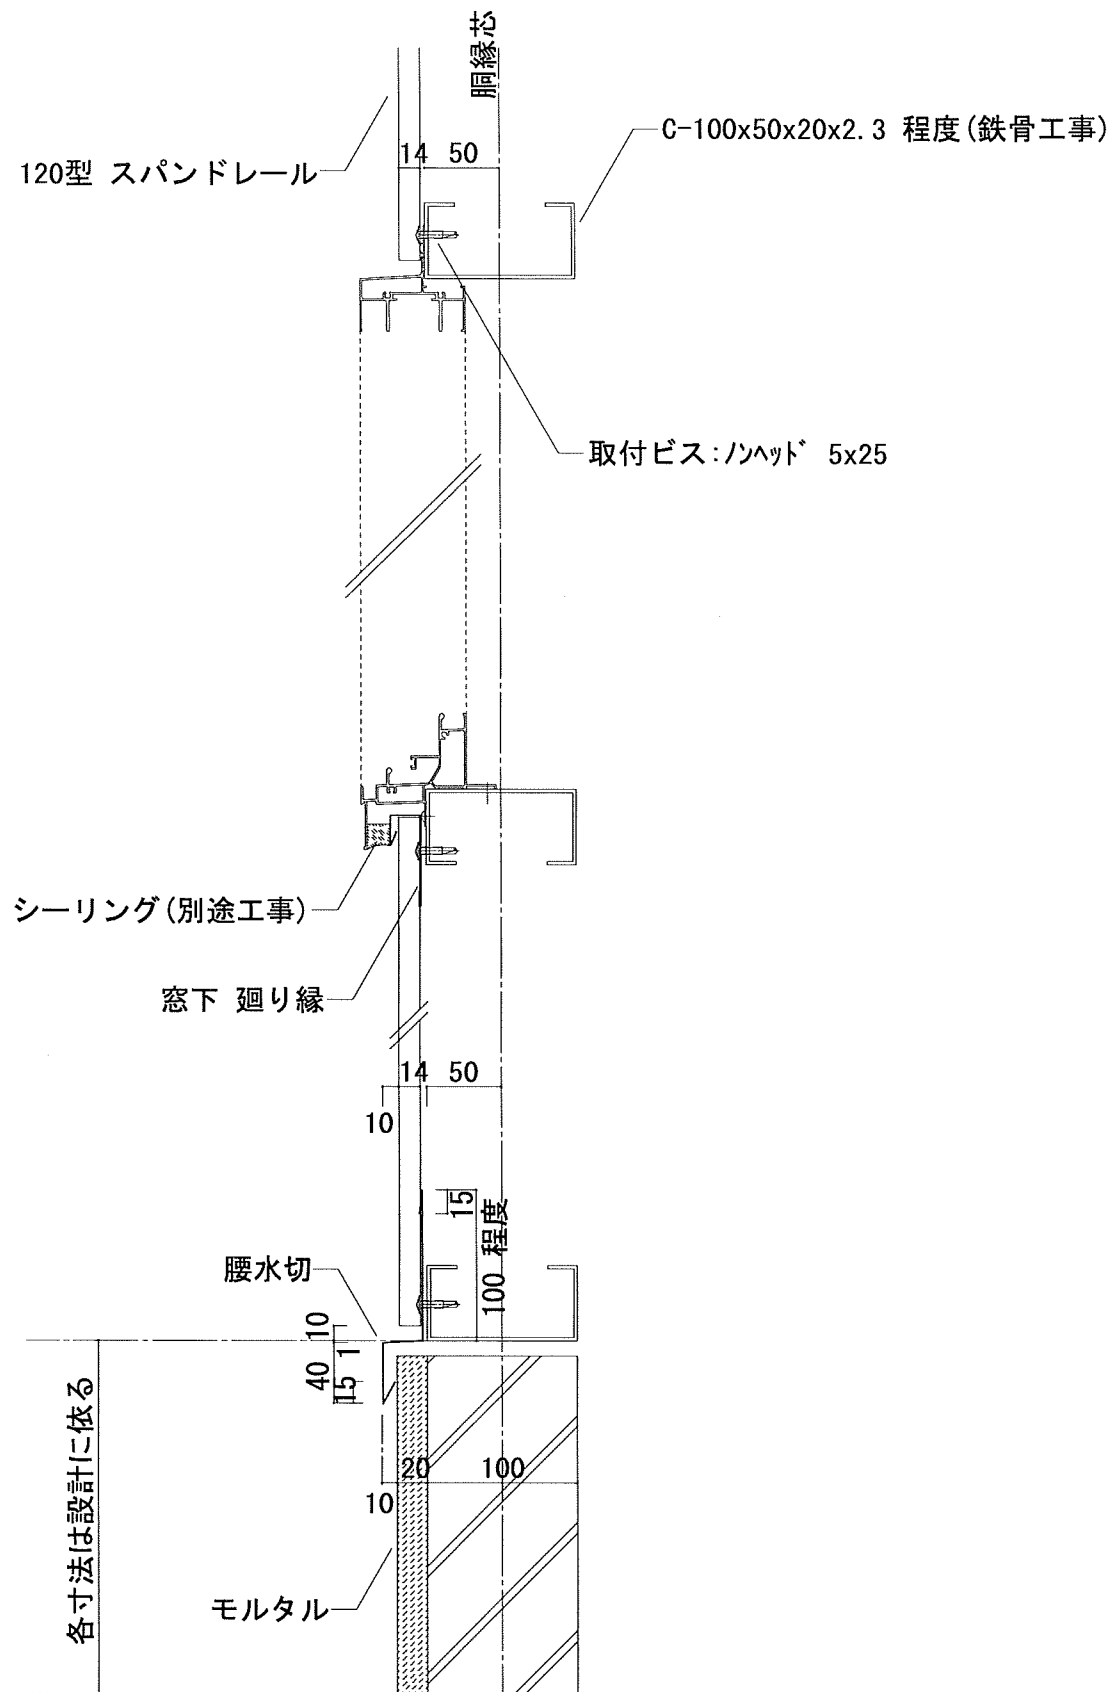 胴縁芯
C-100x50x20x2.3 程度(鉄骨工事)
14 50
120型 スパンドレール
取付ビス:ﾉﾝﾍｯﾄﾞ 5x25
シーリング(別途工事)
窓下 廻り縁
14 50
10
15
100 程度
腰水切
10
1
40
15
20 100
10
各寸法は設計に依る
モルタル